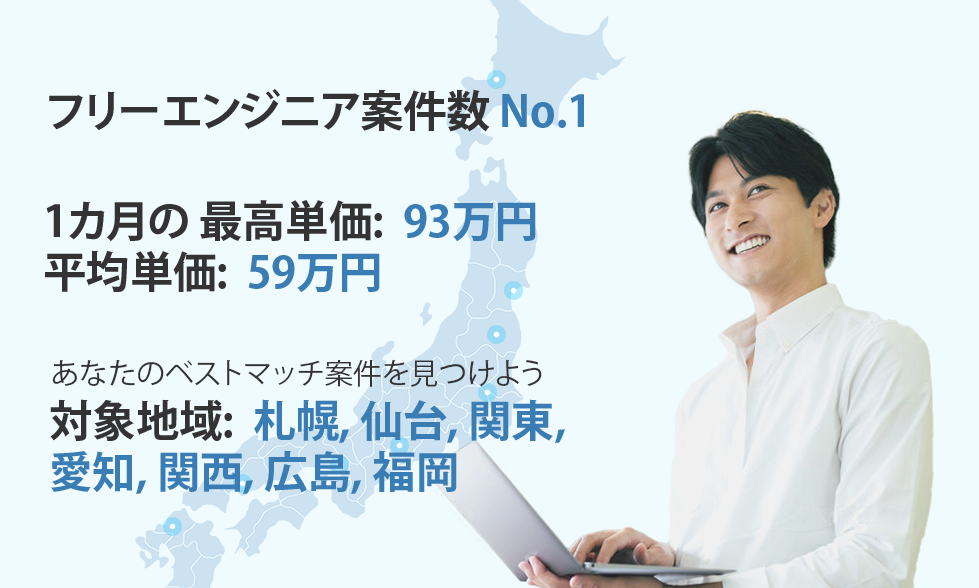 フリーエンジニア案件数 No.1
1カ月の 最高単価: 93万円
平均単価: 59万円
あなたのベストマッチ案件を見つけよう
対象地域: 札幌, 仙台, 関東,
愛知, 関西, 広島, 福岡